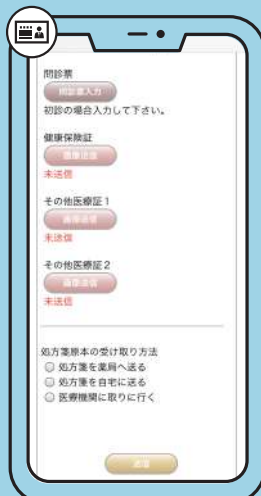 問診票
問診票入力
初診の場合入力して下さい。
健康保険証
画像送信
未送信
その他医療証1
画像送信
未送信
その他医療証2
画像送信
未送信
処方箋原本の受け取り方法
処方箋を薬局へ送る
処方箋を自宅に送る
医療機関に取りに行く
送信